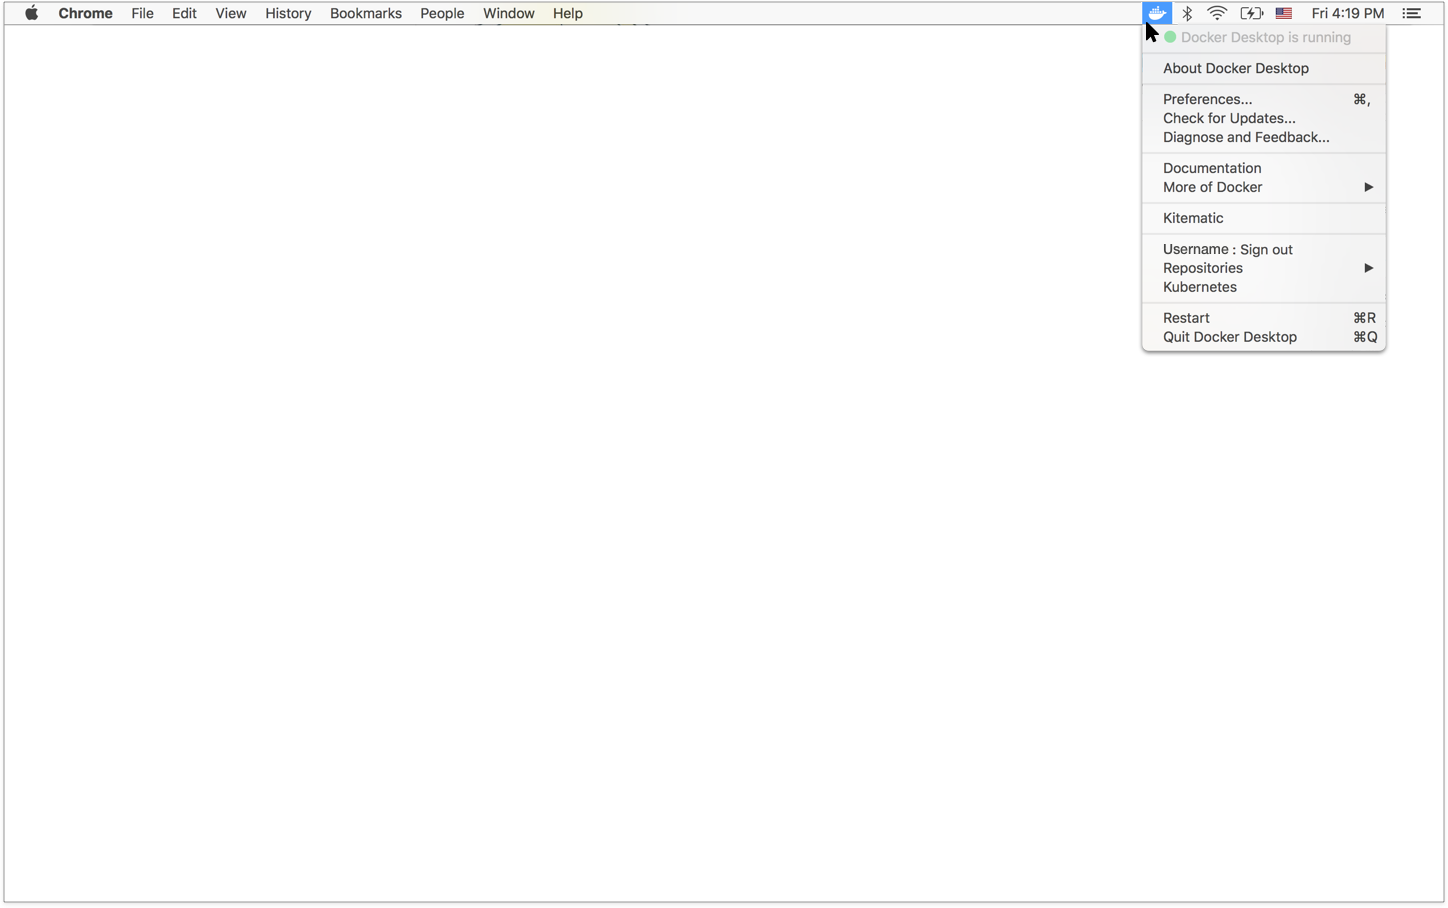 Chrome File Edit View History Bookmarks People Window Help Fri 4:19 PM
Docker Desktop is running
About Docker Desktop
Preferences... ⌘,
Check for Updates...
Diagnose and Feedback...
Documentation
More of Docker
Kitematic
Username : Sign out
Repositories
Kubernetes
Restart ⌘R
Quit Docker Desktop ⌘Q